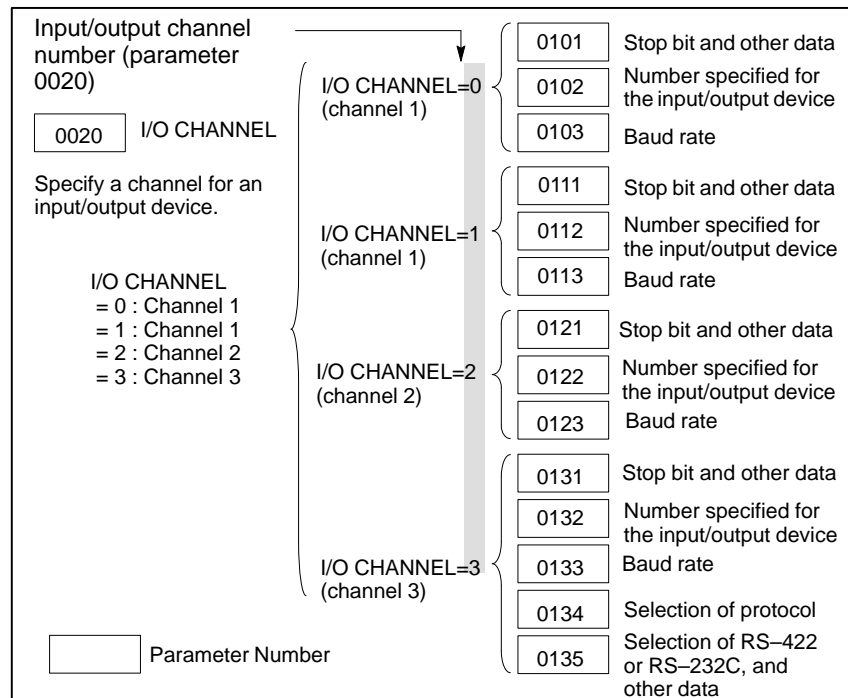 Input/output channel
number (parameter
0020)
0020 I/O CHANNEL
Specify a channel for an
input/output device.
I/O CHANNEL
= 0 : Channel 1
= 1 : Channel 1
= 2 : Channel 2
= 3 : Channel 3
I/O CHANNEL=0
(channel 1)
0101 Stop bit and other data
0102 Number specified for
the input/output device
0103 Baud rate
I/O CHANNEL=1
(channel 1)
0111 Stop bit and other data
0112 Number specified for
the input/output device
0113 Baud rate
I/O CHANNEL=2
(channel 2)
0121 Stop bit and other data
0122 Number specified for
the input/output device
0123 Baud rate
I/O CHANNEL=3
(channel 3)
0131 Stop bit and other data
0132 Number specified for
the input/output device
0133 Baud rate
0134 Selection of protocol
0135 Selection of RS–422
or RS–232C, and
other data
Parameter Number